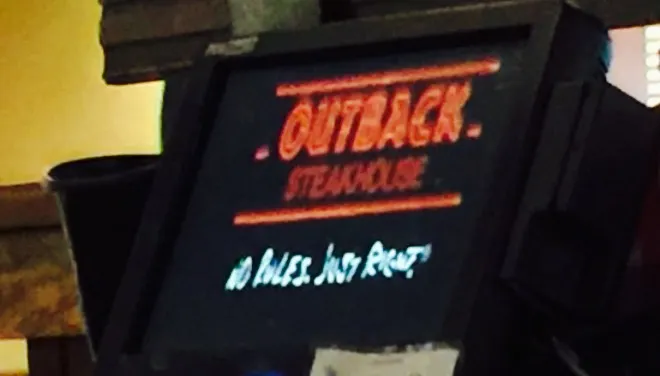 OUTBACK
STEAKHOUSE
NO RULES. JUST RIGHT.®